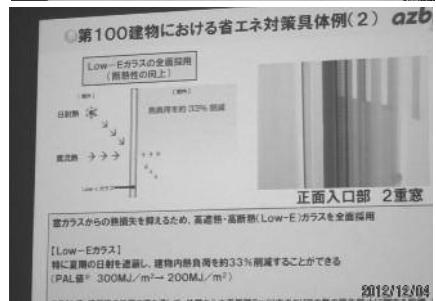 第100建物における省エネ対策具体例(2) azb
Low-Eガラスの全面採用
(断熱性の向上)
日射熱
熱負荷を約33%削減
貫流熱
Low-Eガラス
正面入口部 2重窓
窓ガラスからの熱損失を抑えるため、高遮熱・高断熱(Low-E)ガラスを全面採用
【Low-Eガラス】
特に夏期の日射を遮蔽し、建物内熱負荷を約33%削減することができる
(PAL値* 300MJ/m²→ 200MJ/m²)
2012/12/04